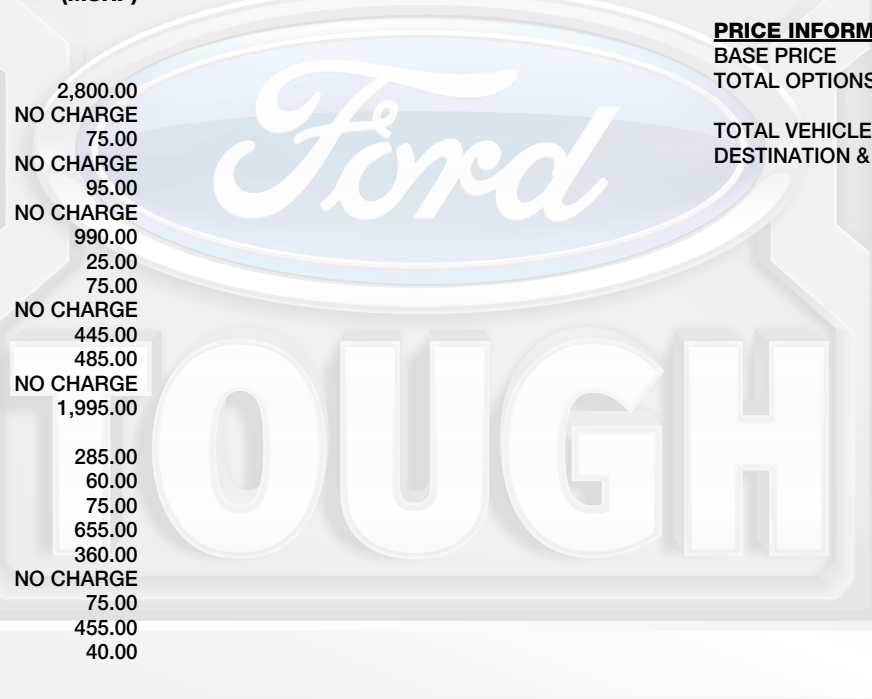 (MSRP)
2,800.00
NO CHARGE
75.00
NO CHARGE
95.00
NO CHARGE
990.00
25.00
75.00
NO CHARGE
445.00
485.00
NO CHARGE
1,995.00
285.00
60.00
75.00
655.00
360.00
NO CHARGE
75.00
455.00
40.00
PRICE INFORM
BASE PRICE
TOTAL OPTIONS
TOTAL VEHICLE
DESTINATION &
Ford
TOUGH